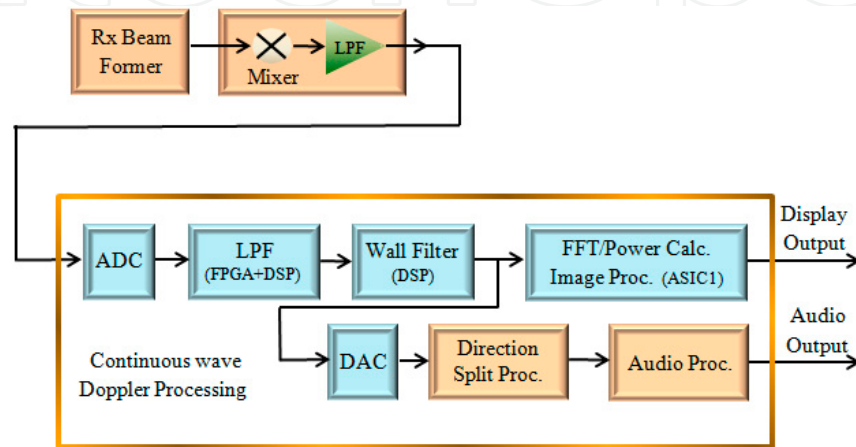 Rx Beam
Former
LPF
Mixer
ADC
LPF
(FPGA+DSP)
Wall Filter
(DSP)
FFT/Power Calc.
Image Proc. (ASIC1)
Display
Output
DAC
Direction
Split Proc.
Audio Proc.
Audio
Output
Continuous wave
Doppler Processing